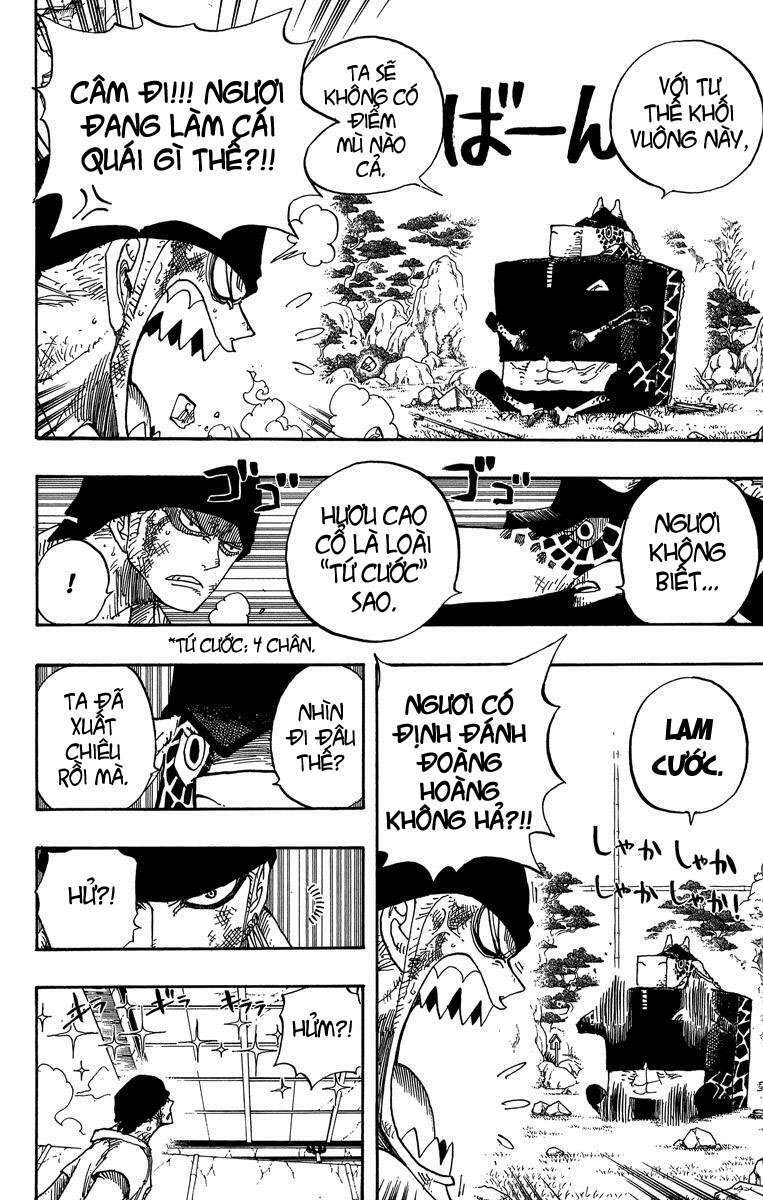 VỚI TƯ
THẾ KHỐI
VUÔNG NÀY,
ばーん
TA SẼ
KHÔNG CÓ
ĐIỂM
MÙ NÀO
CẢ.
CÂM ĐI!!! NGƯƠI
ĐANG LÀM CÁI
QUÁI GÌ THẾ?!!
NGƯƠI
KHÔNG
BIẾT...
ゴゴ
HƯƠU CAO
CỔ LÀ LOÀI
"TỨ CƯỚC"
SAO.
ゴゴ
!
*TỨ CƯỚC: 4 CHÂN.
LAM
CƯỚC.
しゃか しゃか
しゃか しゃか!
NGƯƠI CÓ
ĐỊNH ĐÁNH
ĐOÀNG
HOÀNG
KHÔNG HẢ?!!
NHÌN
ĐI ĐÂU
THẾ?
TA ĐÃ
XUẤT
CHIÊU
RỒI MÀ.
HỬ?!
HỬM?!
ギラ ギラ